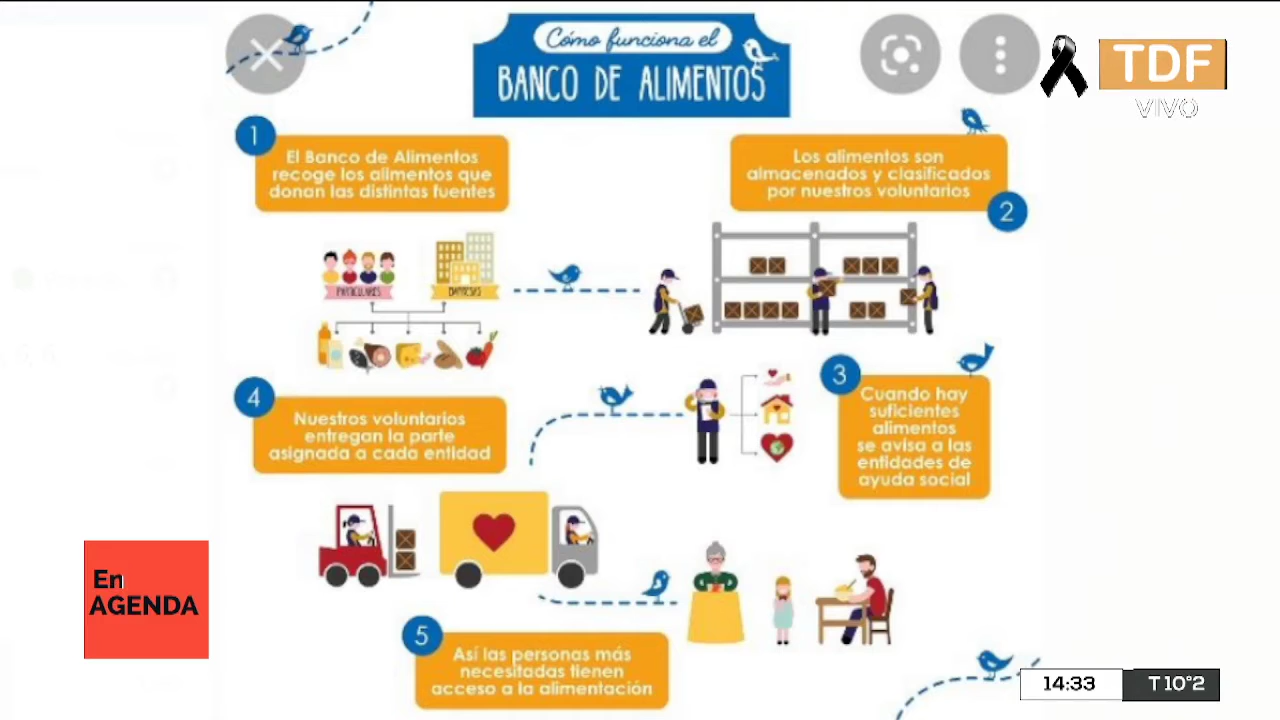 Cómo funciona el
BANCO DE ALIMENTOS
TDF
VIVO
1
El Banco de Alimentos
recoge los alimentos que
donan las distintas fuentes
Los alimentos son
almacenados y clasificados
por nuestros voluntarios
2
PARTICULARES
EMPRESAS
3
Cuando hay
suficientes
alimentos
se avisa a las
entidades de
ayuda social
4
Nuestros voluntarios
entregan la parte
asignada a cada entidad
En
AGENDA
5
Así las personas más
necesitadas tienen
acceso a la alimentación
14:33
T 10°2